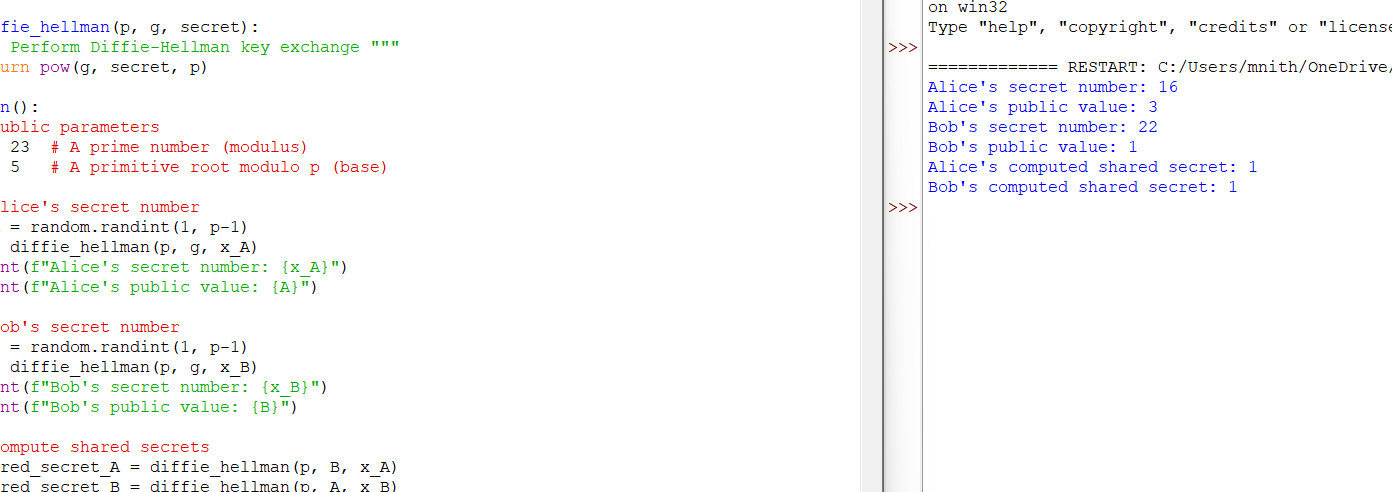 fie_hellman(p, g, secret):
Perform Diffie-Hellman key exchange """
urn pow(g, secret, p)
n():
ublic parameters
23 # A prime number (modulus)
5 # A primitive root modulo p (base)
lice's secret number
= random.randint(1, p-1)
diffie_hellman(p, g, x_A)
nt(f"Alice's secret number: {x_A}")
nt(f"Alice's public value: {A}")
ob's secret number
= random.randint(1, p-1)
diffie_hellman(p, g, x_B)
nt(f"Bob's secret number: {x_B}")
nt(f"Bob's public value: {B}")
ompute shared secrets
red_secret_A = diffie_hellman(p, B, x_A)
red_secret_B = diffie_hellman(p, A, x_B)
on win32
Type "help", "copyright", "credits" or "license
>>>
============= RESTART: C:/Users/mnith/OneDrive/
Alice's secret number: 16
Alice's public value: 3
Bob's secret number: 22
Bob's public value: 1
Alice's computed shared secret: 1
Bob's computed shared secret: 1
>>>